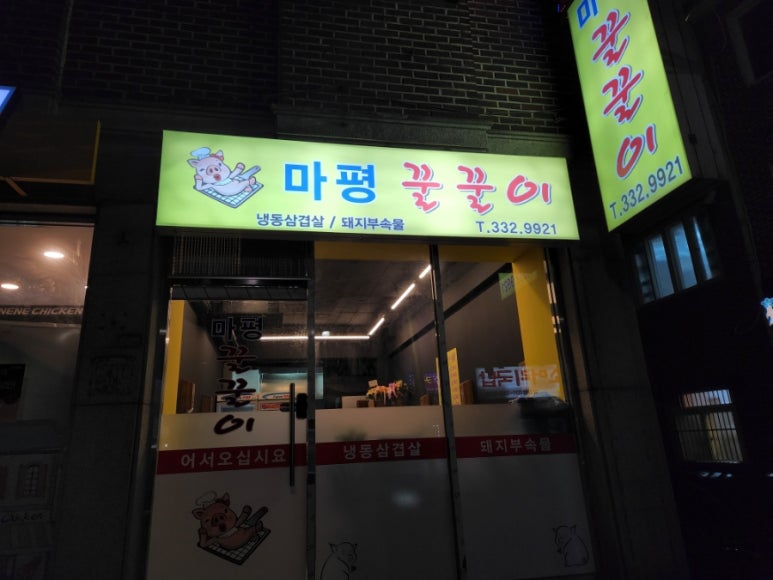 마평 꿀꿀이
냉동삼겹살 / 돼지부속물
T.332.9921
마
꿀꿀이
T.332.9921
NENE CHICKEN
마평
꿀꿀이
어서오십시요
냉동삼겹살
돼지부속물